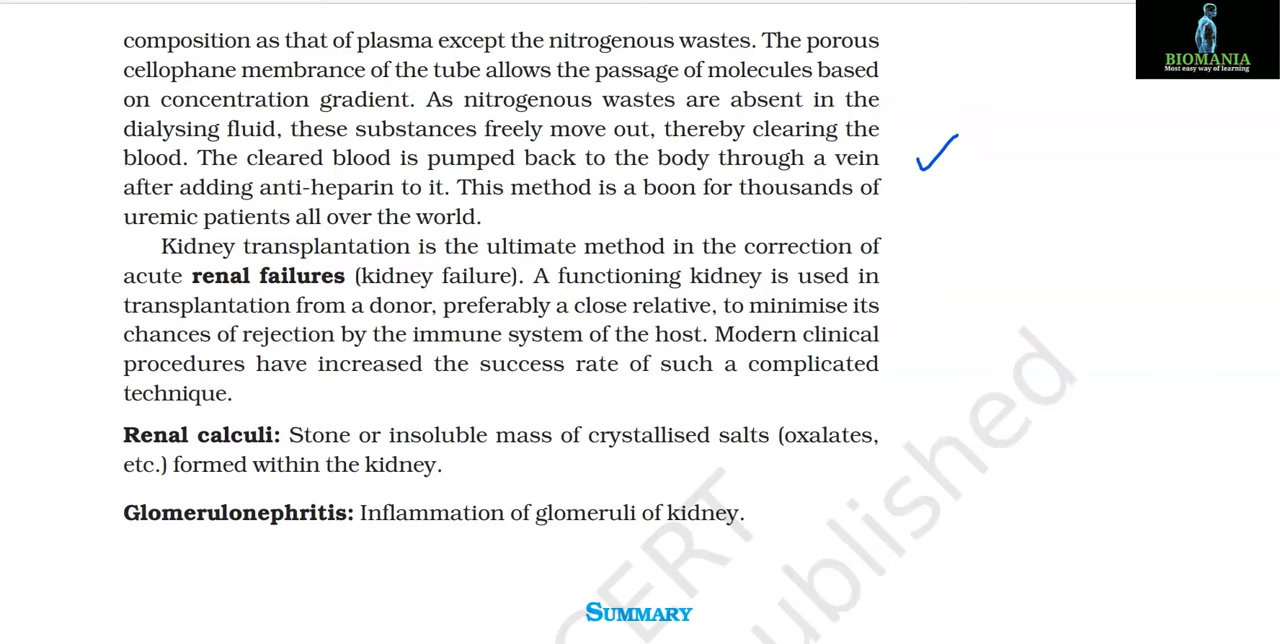 composition as that of plasma except the nitrogenous wastes. The porous
cellophane membrance of the tube allows the passage of molecules based
on concentration gradient. As nitrogenous wastes are absent in the
dialysing fluid, these substances freely move out, thereby clearing the
blood. The cleared blood is pumped back to the body through a vein
after adding anti-heparin to it. This method is a boon for thousands of
uremic patients all over the world.
Kidney transplantation is the ultimate method in the correction of
acute renal failures (kidney failure). A functioning kidney is used in
transplantation from a donor, preferably a close relative, to minimise its
chances of rejection by the immune system of the host. Modern clinical
procedures have increased the success rate of such a complicated
technique.
Renal calculi: Stone or insoluble mass of crystallised salts (oxalates,
etc.) formed within the kidney.
Glomerulonephritis: Inflammation of glomeruli of kidney.
SUMMARY
BIOMANIA
Most easy way of learning